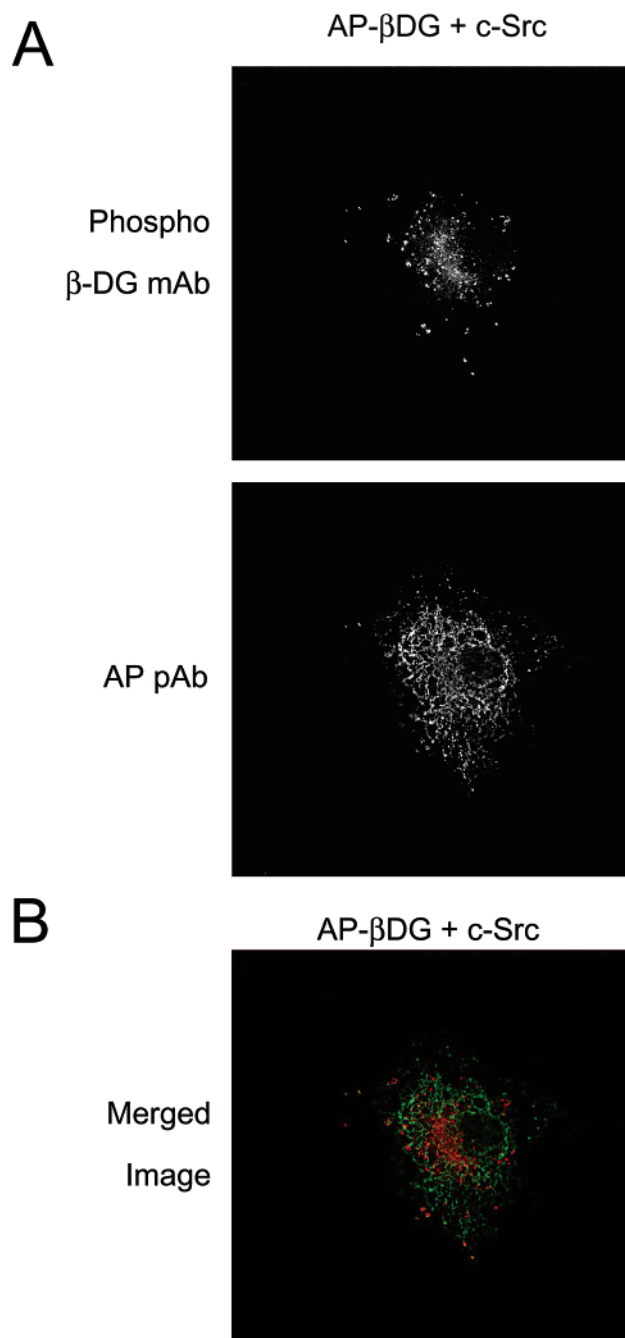 A
AP-βDG + c-Src
Phospho
β-DG mAb
AP pAb
B
AP-βDG + c-Src
Merged
Image